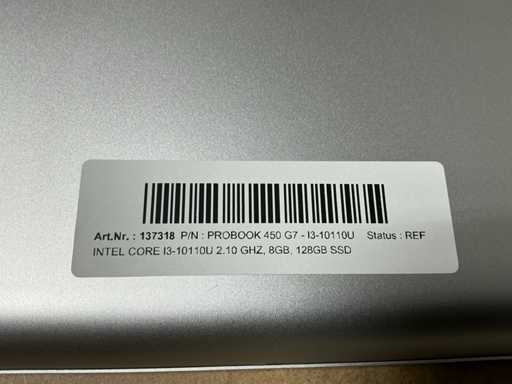 Art.Nr. : 137318 P/N : PROBOOK 450 G7 - I3-10110U Status : REF
INTEL CORE I3-10110U 2.10 GHZ, 8GB, 128GB SSD